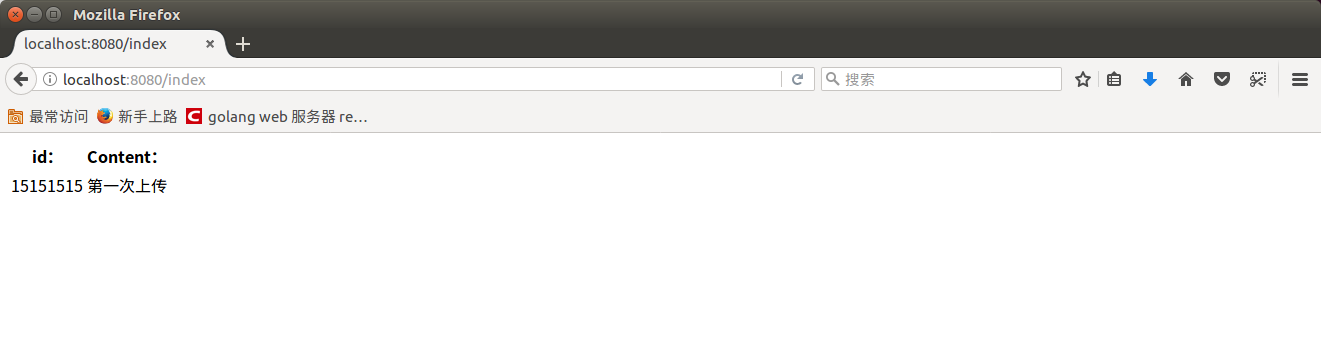 Mozilla Firefox
localhost:8080/index
localhost:8080/index 搜索
最常访问 新手上路 golang web 服务器 re…
id： Content：
15151515 第一次上传